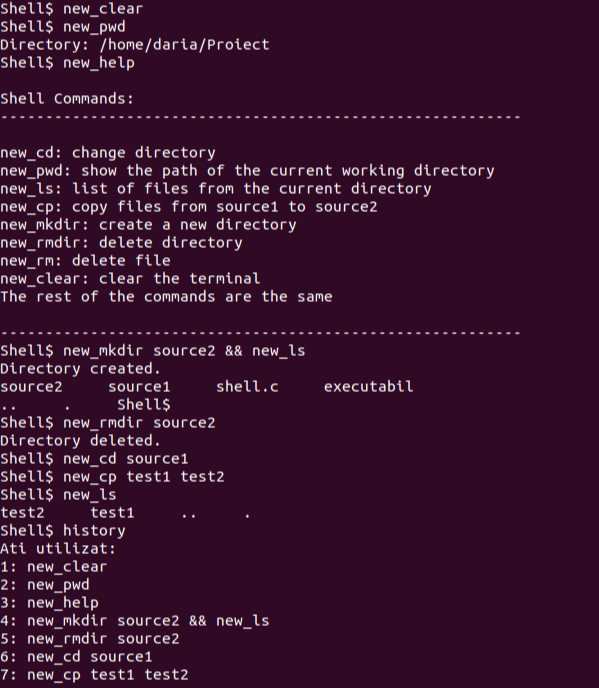 Shell$ new_clear
Shell$ new_pwd
Directory: /home/daria/Proiect
Shell$ new_help
Shell Commands:
----------------------------------------------------------
new_cd: change directory
new_pwd: show the path of the current working directory
new_ls: list of files from the current directory
new_cp: copy files from source1 to source2
new_mkdir: create a new directory
new_rmdir: delete directory
new_rm: delete file
new_clear: clear the terminal
The rest of the commands are the same
----------------------------------------------------------
Shell$ new_mkdir source2 && new_ls
Directory created.
source2     source1     shell.c     executabil
..     .     Shell$
Shell$ new_rmdir source2
Directory deleted.
Shell$ new_cd source1
Shell$ new_cp test1 test2
Shell$ new_ls
test2     test1     ..     .
Shell$ history
Ati utilizat:
1: new_clear
2: new_pwd
3: new_help
4: new_mkdir source2 && new_ls
5: new_rmdir source2
6: new_cd source1
7: new_cp test1 test2